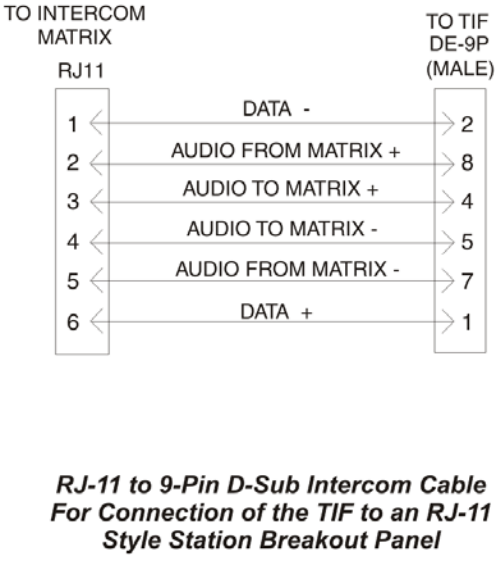 TO INTERCOM
MATRIX
RJ11
TO TIF
DE-9P
(MALE)
1 DATA - 2
2 AUDIO FROM MATRIX + 8
3 AUDIO TO MATRIX + 4
4 AUDIO TO MATRIX - 5
5 AUDIO FROM MATRIX - 7
6 DATA + 1
RJ-11 to 9-Pin D-Sub Intercom Cable
For Connection of the TIF to an RJ-11
Style Station Breakout Panel